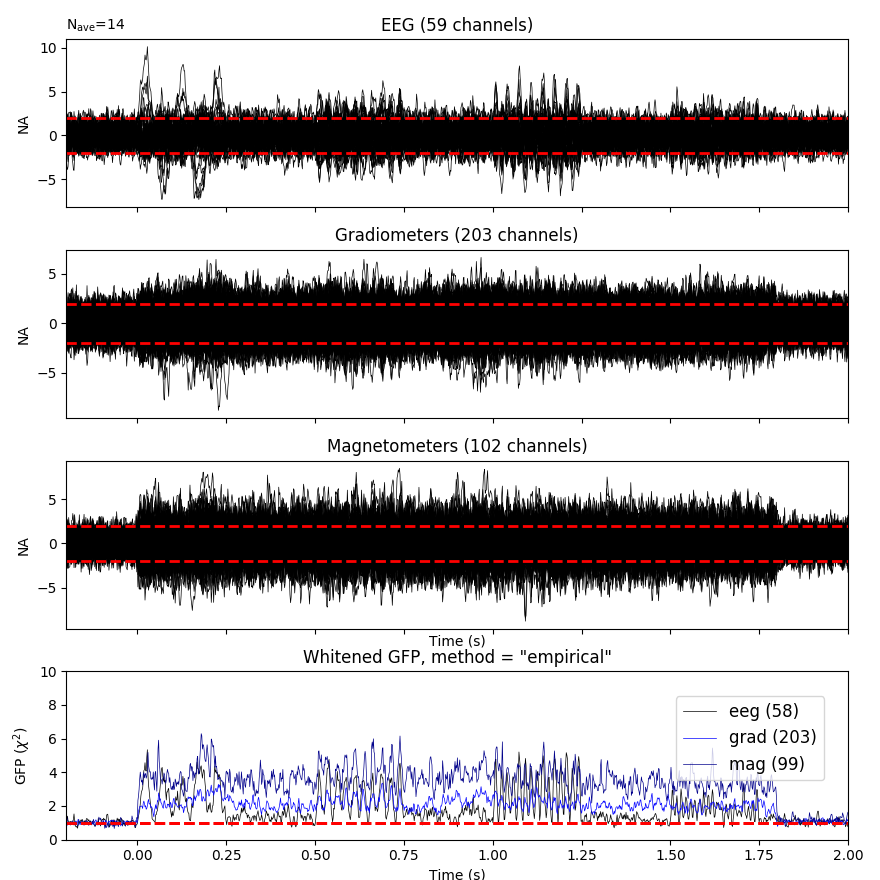 N_ave=14
EEG (59 channels)
10
5
0
−5
NA
Gradiometers (203 channels)
5
0
−5
NA
Magnetometers (102 channels)
5
0
−5
NA
Time (s)
Whitened GFP, method = "empirical"
10
8
6
4
2
0
GFP (χ²)
eeg (58)
grad (203)
mag (99)
0.00 0.25 0.50 0.75 1.00 1.25 1.50 1.75 2.00
Time (s)